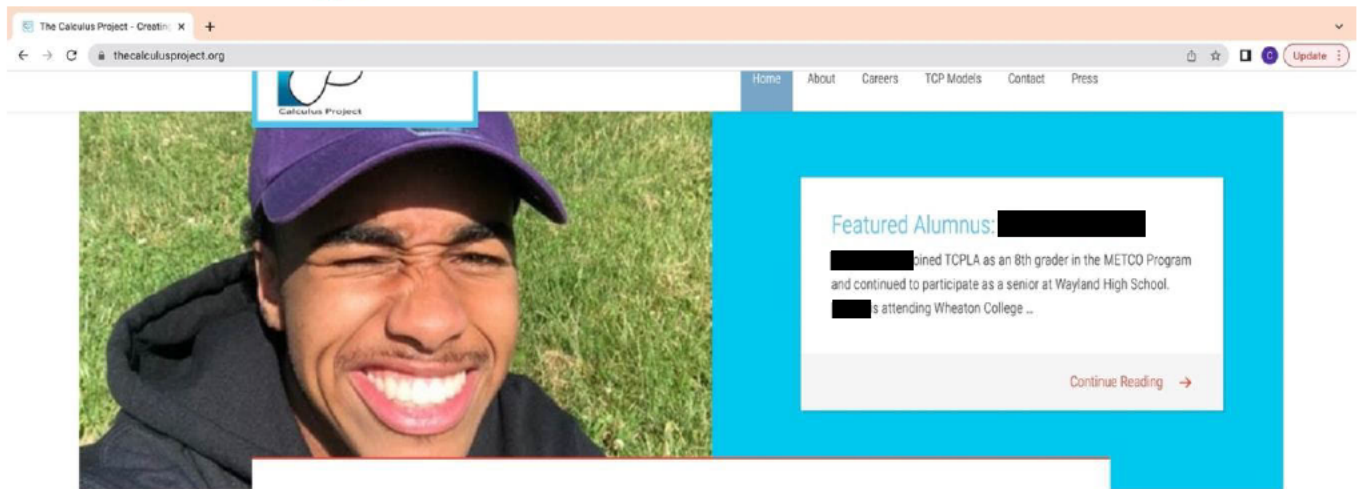 The Calculus Project - Creatin
thecalculusproject.org
Update
Calculus Project
Home About Careers TCP Models Contact Press
Featured Alumnus:
oined TCPLA as an 8th grader in the METCO Program
and continued to participate as a senior at Wayland High School.
is attending Wheaton College ...
Continue Reading →